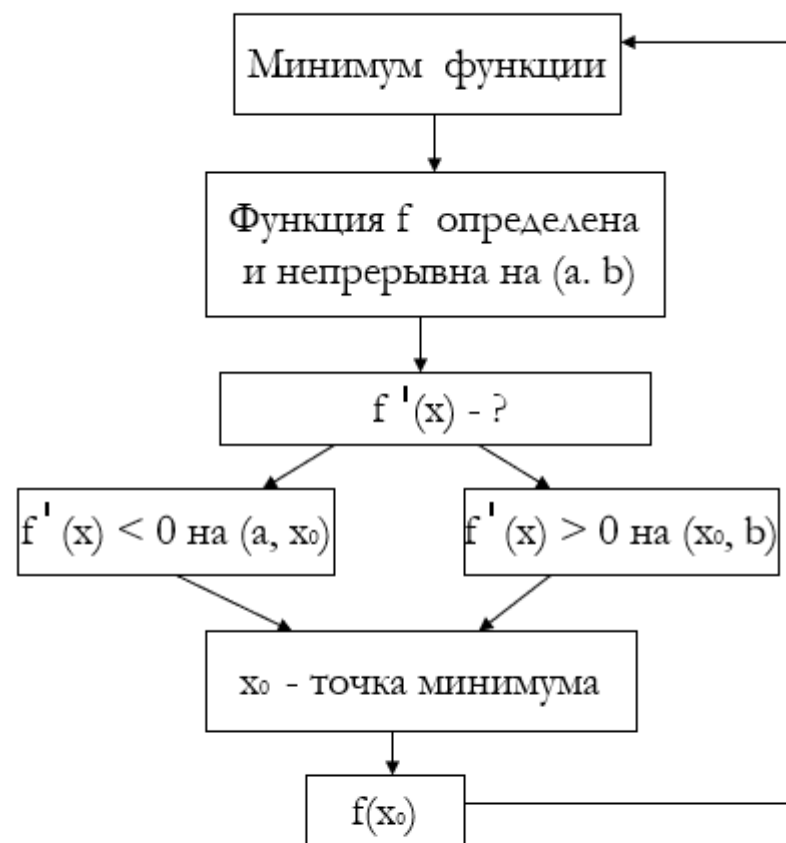 Минимум функции
Функция f определена
и непрерывна на (a. b)
f '(x) - ?
f ' (x) < 0 на (a, x₀)
f ' (x) > 0 на (x₀, b)
x₀ - точка минимума
f(x₀)